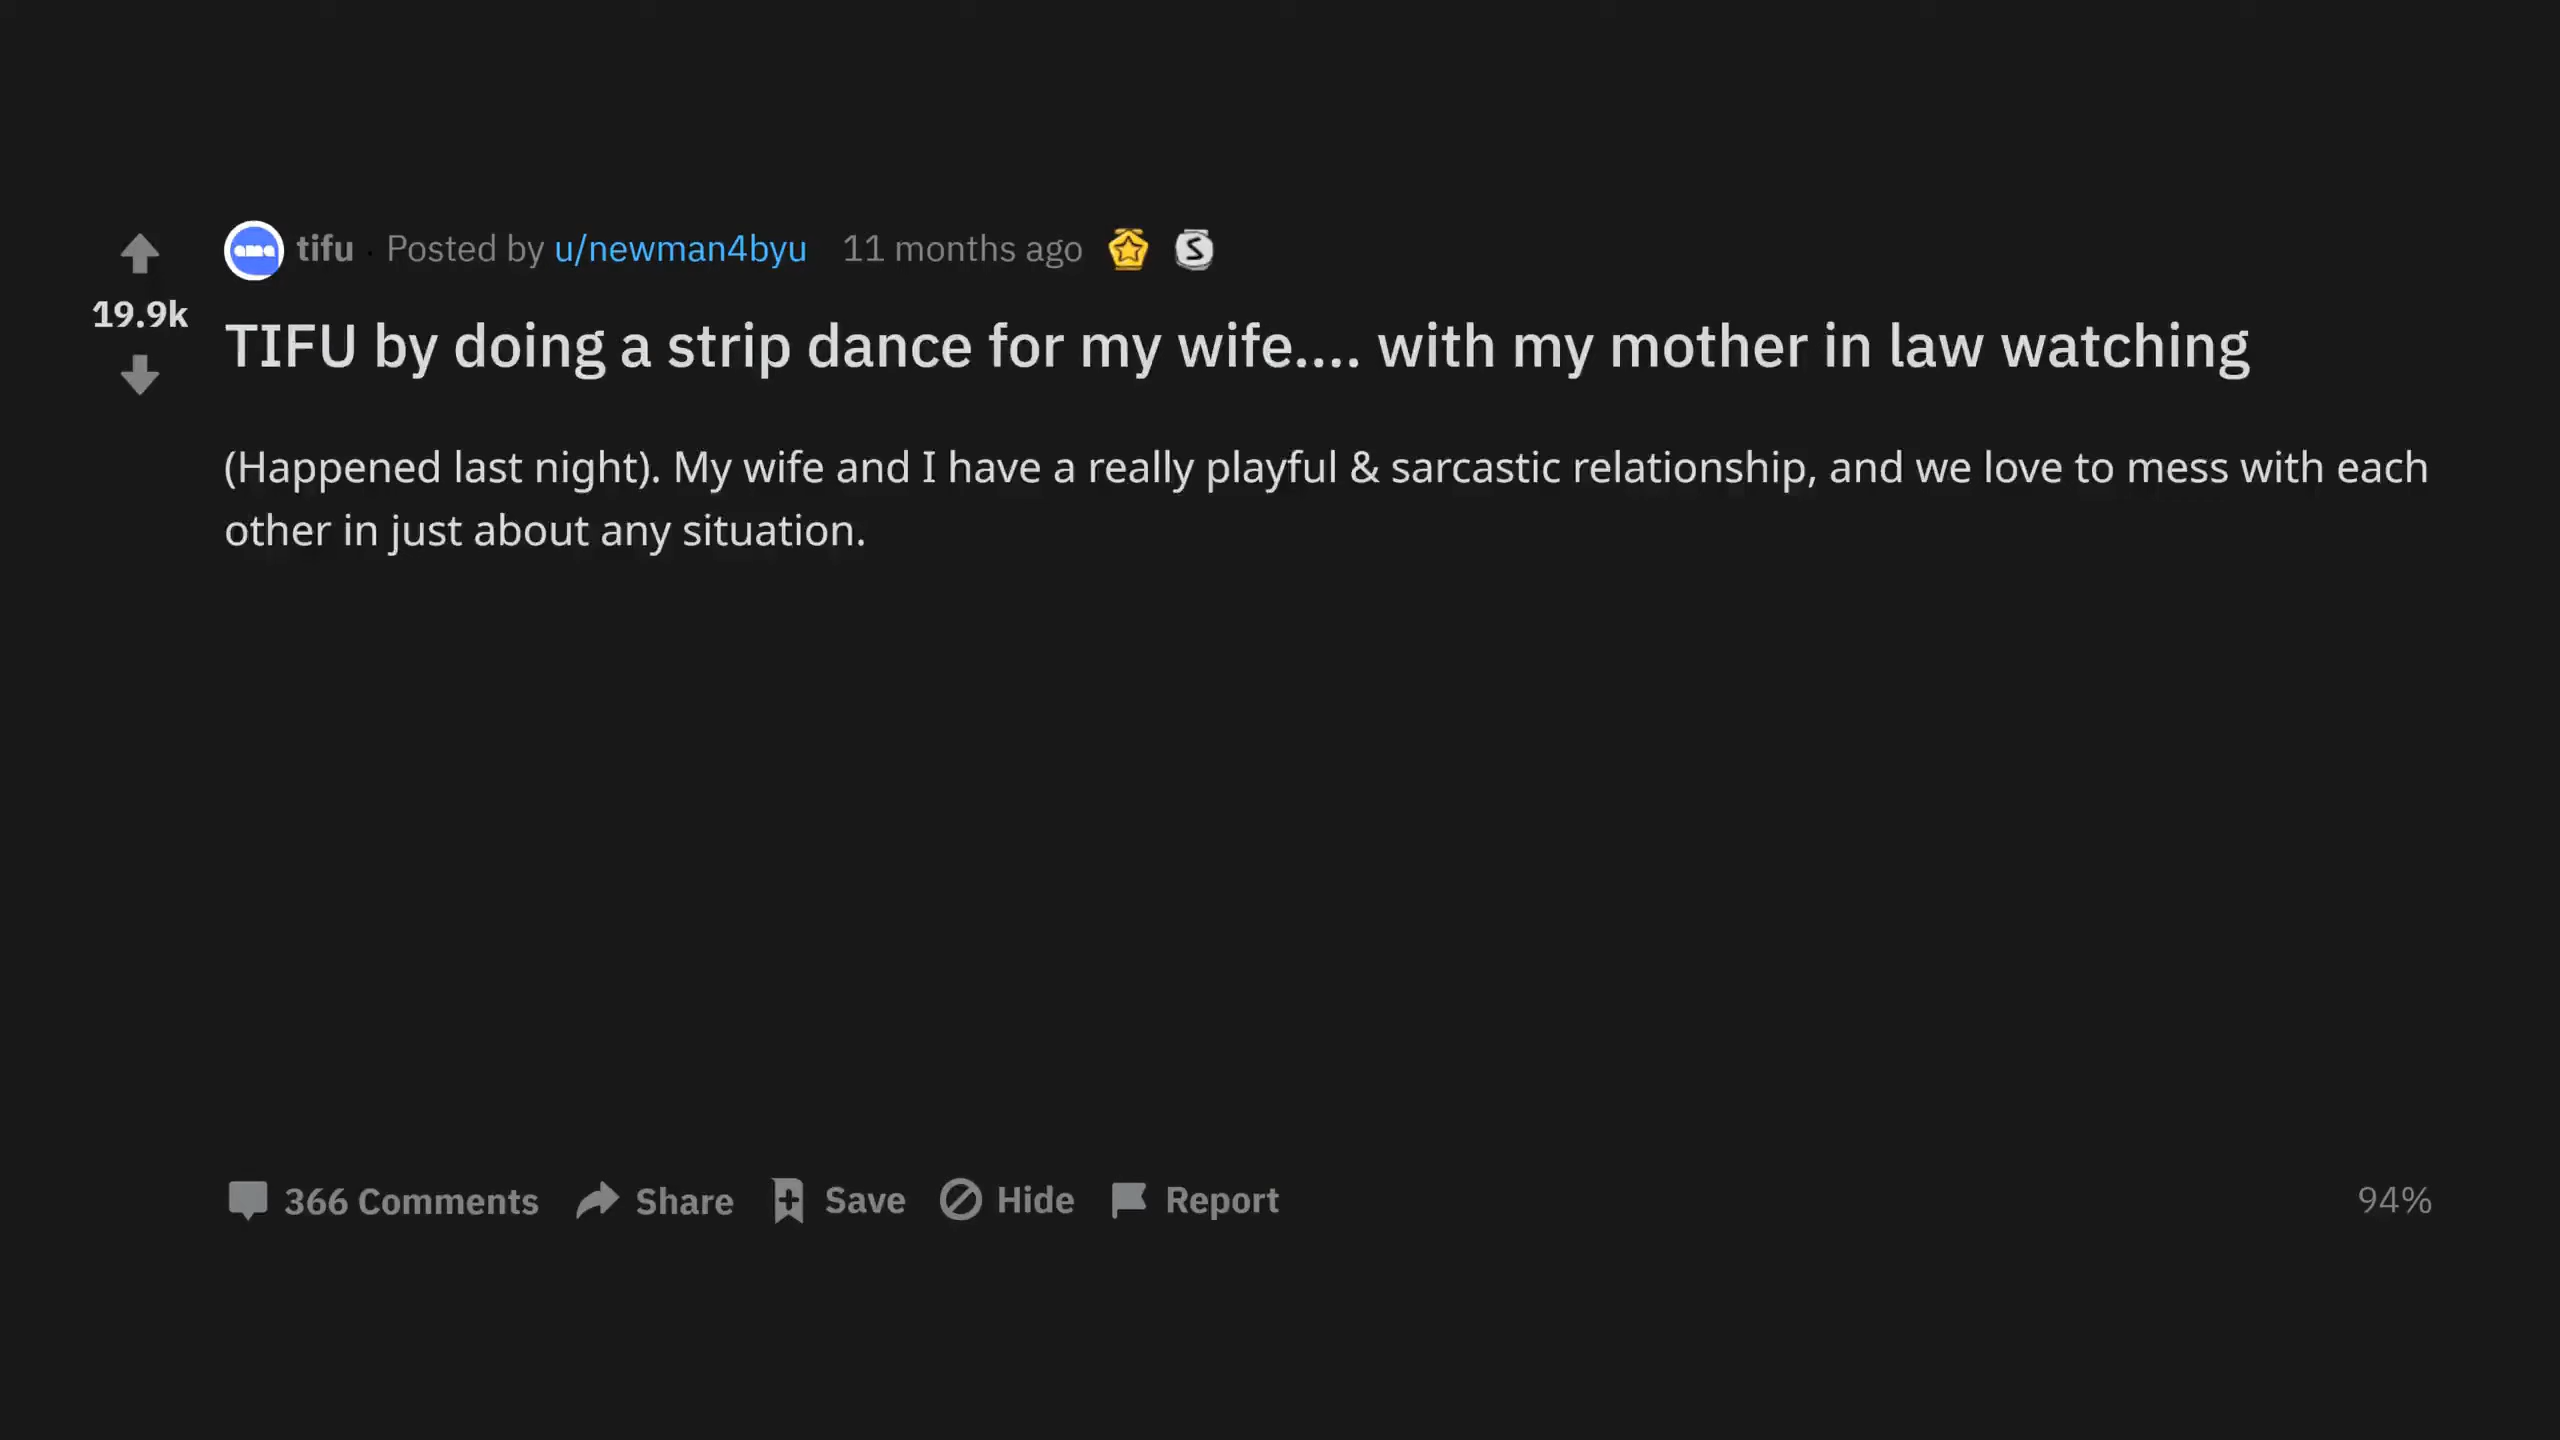 tifu · Posted by u/newman4byu 11 months ago
19.9k
TIFU by doing a strip dance for my wife.... with my mother in law watching
(Happened last night). My wife and I have a really playful & sarcastic relationship, and we love to mess with each
other in just about any situation.
366 Comments Share Save Hide Report 94%